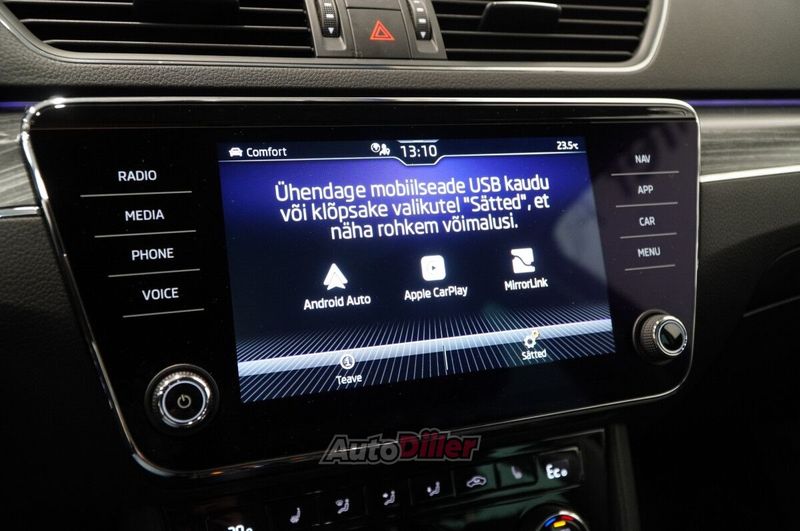 Comfort
13:10
23.5°C
RADIO
MEDIA
PHONE
VOICE
NAV
APP
CAR
MENU
Ühendage mobiilseade USB kaudu
või klõpsake valikutel "Sätted", et
näha rohkem võimalusi.
Android Auto
Apple CarPlay
MirrorLink
Teave
Sätted
AutoDiller